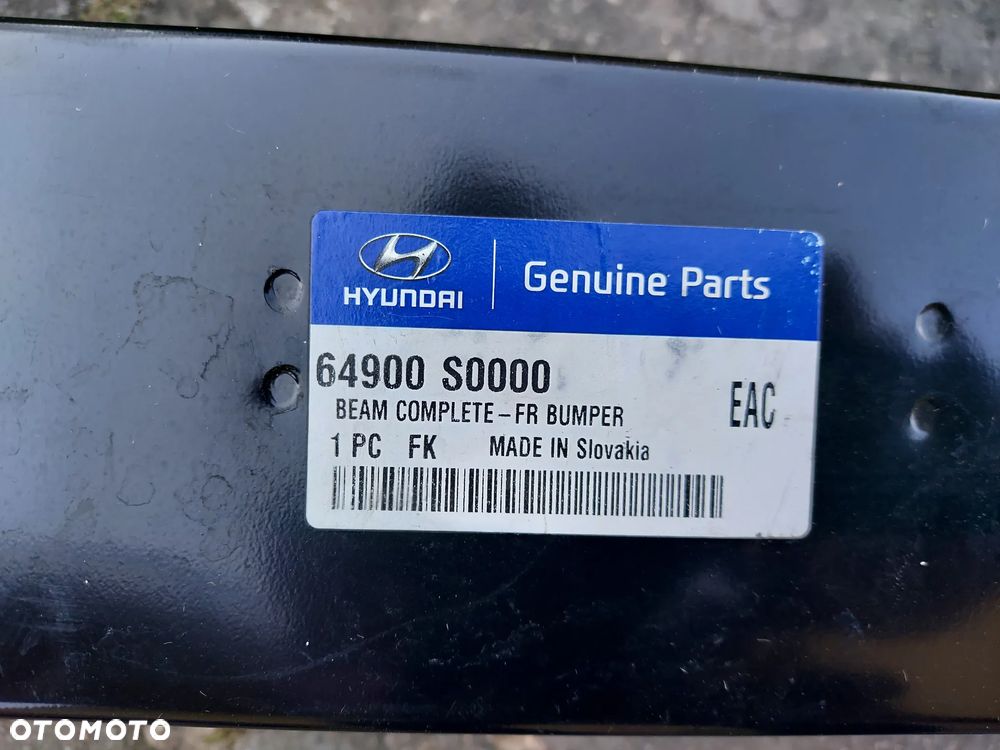 HYUNDAI
Genuine Parts
64900 S0000
BEAM COMPLETE-FR BUMPER
EAC
1 PC FK MADE IN Slovakia
OTOMOTO